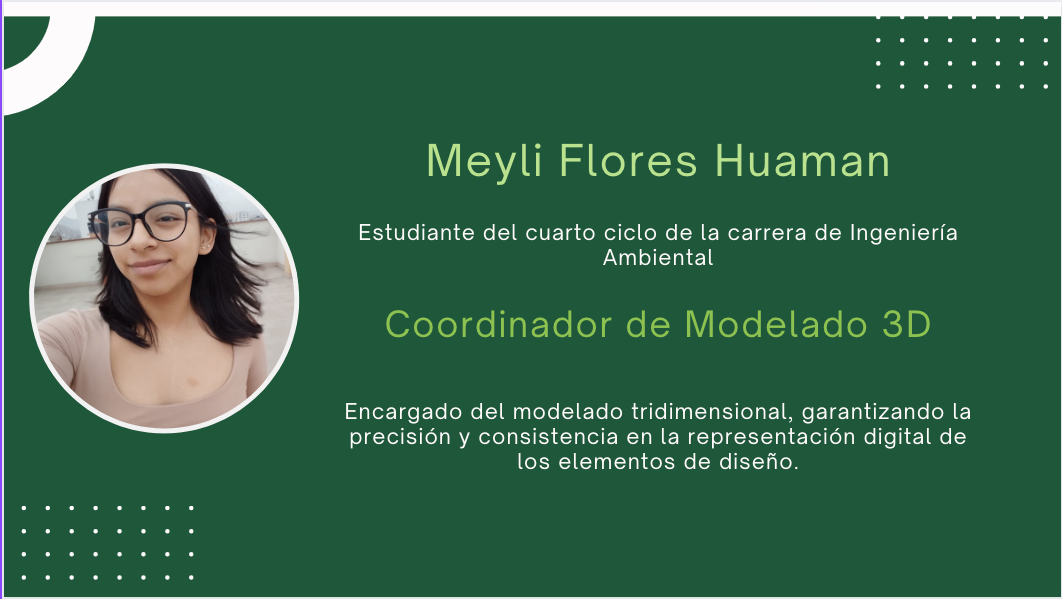 Meyli Flores Huaman
Estudiante del cuarto ciclo de la carrera de Ingeniería
Ambiental
Coordinador de Modelado 3D
Encargado del modelado tridimensional, garantizando la
precisión y consistencia en la representación digital de
los elementos de diseño.